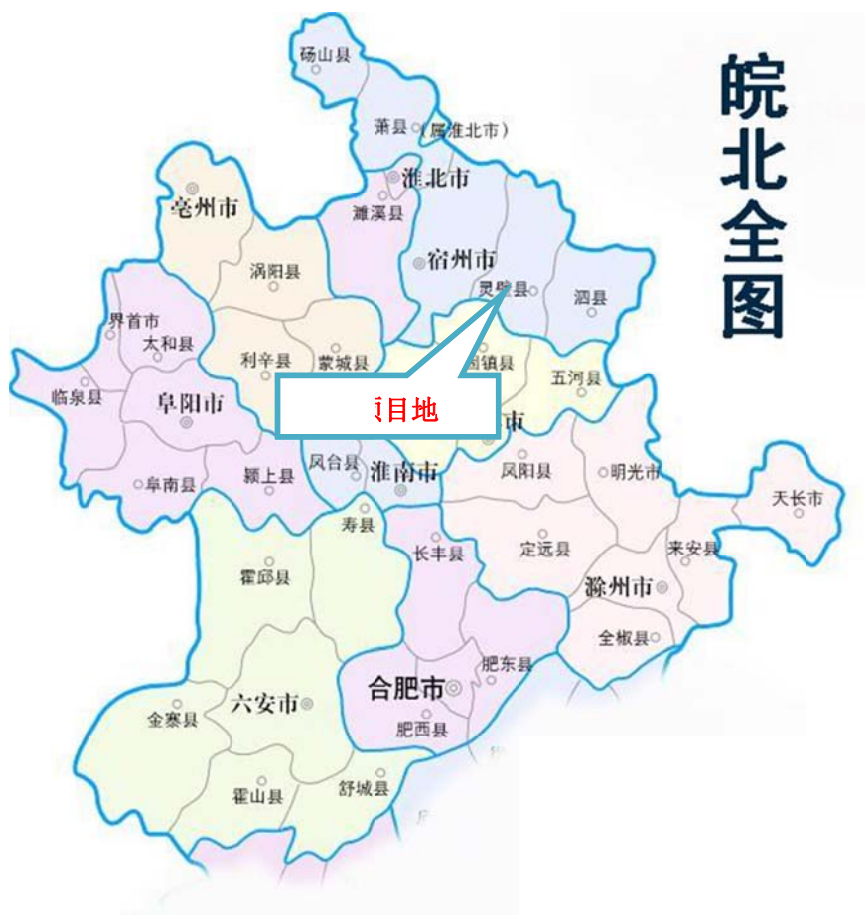 皖北全图
砀山县
萧县
(属淮北市)
淮北市
濉溪县
亳州市
宿州市
涡阳县
灵璧县
泗县
界首市
太和县
利辛县
蒙城县
固镇县
五河县
临泉县
阜阳市
项目地
市
凤台县
淮南市
凤阳县
明光市
阜南县
颍上县
天长市
寿县
长丰县
定远县
来安县
霍邱县
滁州市
全椒县
肥东县
合肥市
六安市
金寨县
肥西县
霍山县
舒城县